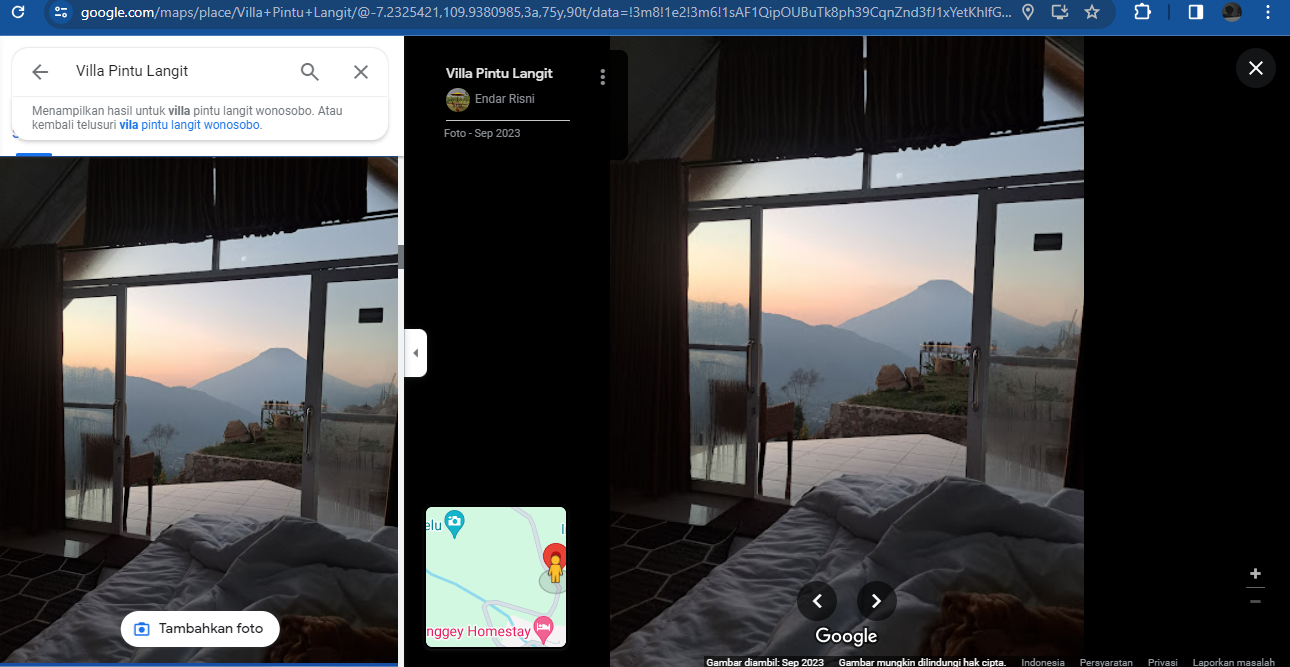 google.com/maps/place/Villa+Pintu+Langit/@-7.2325421,109.9380985,3a,75y,90t/data=!3m8!1e2!3m6!1sAF1QipOUBuTk8ph39CqnZnd3fJ1xYetKhIfG...
Villa Pintu Langit
Menampilkan hasil untuk villa pintu langit wonosobo. Atau
kembali telusuri vila pintu langit wonosobo.
Tambahkan foto
Villa Pintu Langit
Endar Risni
Foto - Sep 2023
elu
nggey Homestay
Google
Gambar diambil: Sep 2023 Gambar mungkin dilindungi hak cipta. Indonesia Persyaratan Privasi Laporkan masalah